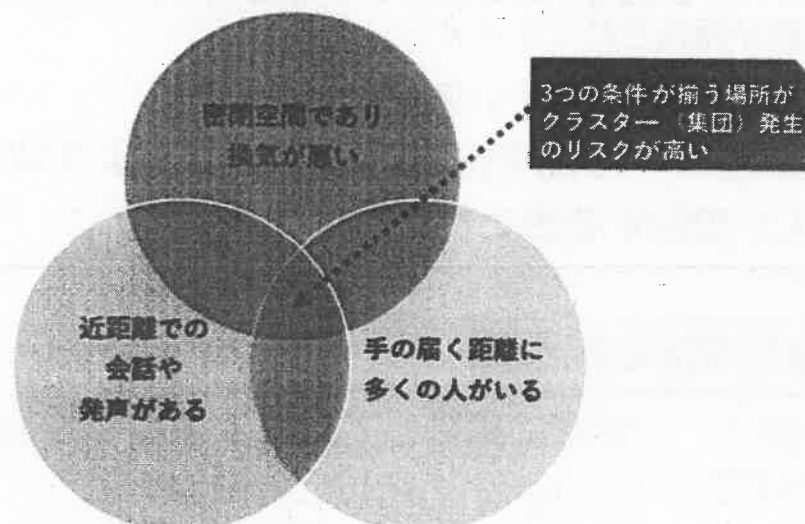 密閉空間であり
換気が悪い
3つの条件が揃う場所が
クラスター（集団）発生
のリスクが高い
近距離での
会話や
発声がある
手の届く距離に
多くの人がいる